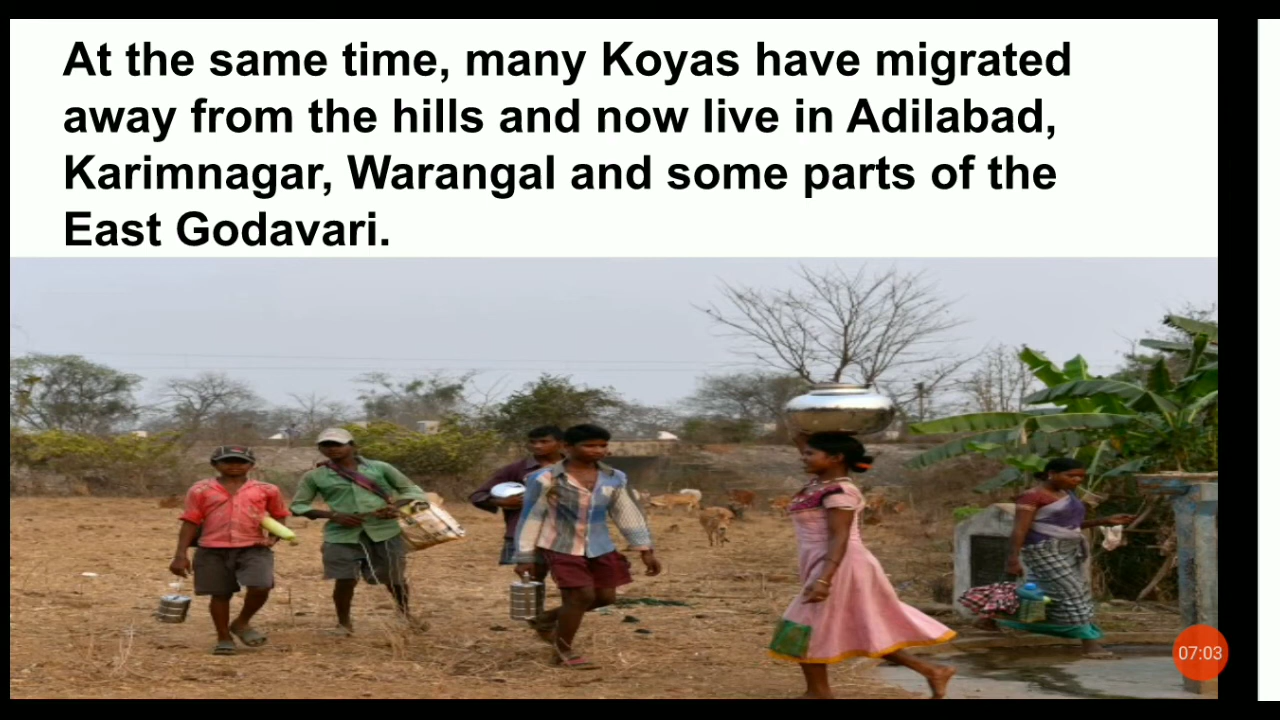 At the same time, many Koyas have migrated
away from the hills and now live in Adilabad,
Karimnagar, Warangal and some parts of the
East Godavari.
07:03